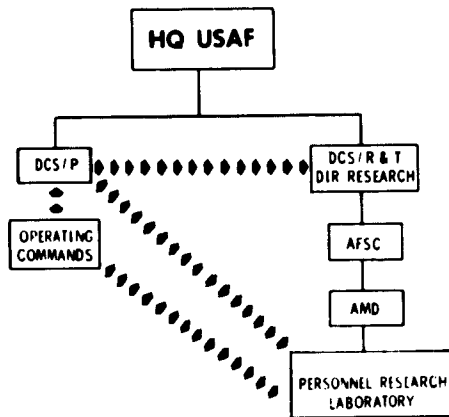 HQ USAF
DCS/P
DCS/R & T
DIR RESEARCH
OPERATING
COMMANDS
AFSC
AMD
PERSONNEL RESEARCH
LABORATORY